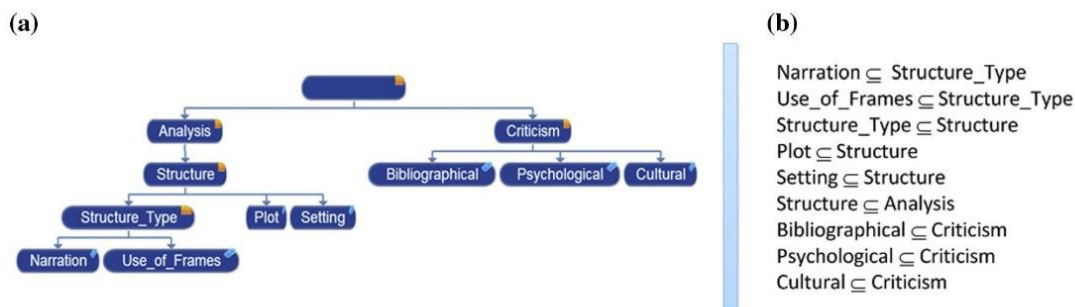 (a)
Analysis
Criticism
Structure
Bibliographical
Psychological
Cultural
Structure_Type
Plot
Setting
Narration
Use_of_Frames
(b)
Narration ⊆ Structure_Type
Use_of_Frames ⊆ Structure_Type
Structure_Type ⊆ Structure
Plot ⊆ Structure
Setting ⊆ Structure
Structure ⊆ Analysis
Bibliographical ⊆ Criticism
Psychological ⊆ Criticism
Cultural ⊆ Criticism